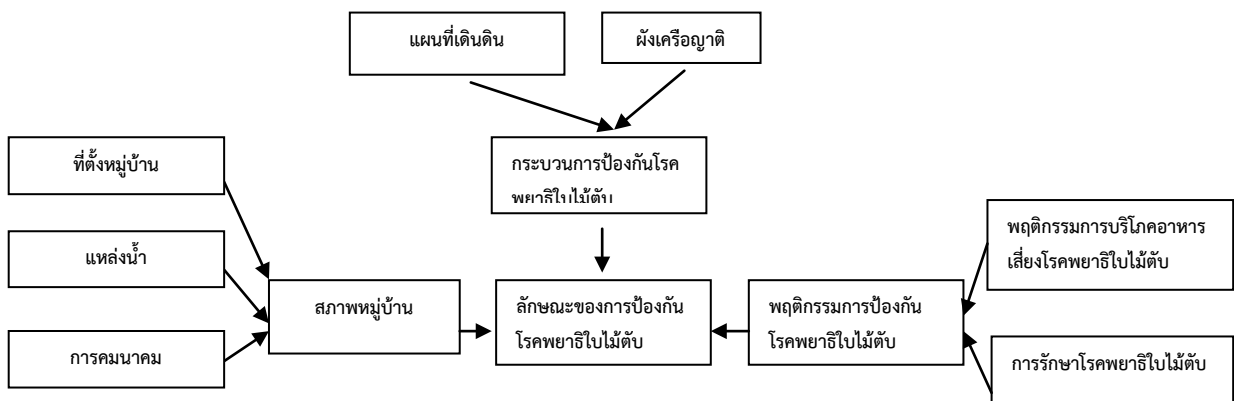 แผนที่เดินดิน
ผังเครือญาติ
ที่ตั้งหมู่บ้าน
กระบวนการป้องกันโรค
พยาธิใบไม้ตับ
แหล่งน้ำ
พฤติกรรมการบริโภคอาหาร
เสี่ยงโรคพยาธิใบไม้ตับ
สภาพหมู่บ้าน
ลักษณะของการป้องกัน
โรคพยาธิใบไม้ตับ
พฤติกรรมการป้องกัน
โรคพยาธิใบไม้ตับ
การคมนาคม
การรักษาโรคพยาธิใบไม้ตับ